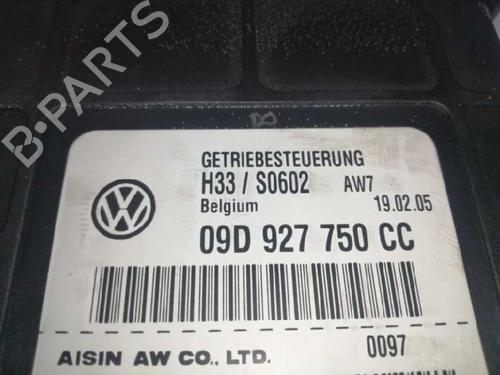 B-PARTS
GETRIEBESTEUERUNG
H33 / S0602 AW7
Belgium 19.02.05
09D 927 750 CC
AISIN AW CO., LTD. 0097